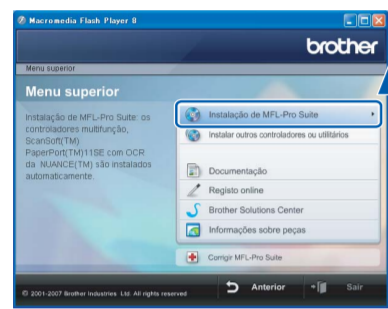 Macromedia Flash Player 8
brother
Menu superior
Menu superior
Instalação de MFL-Pro Suite: os
controladores multifunção,
ScanSoft(TM)
PaperPort(TM)11SE com OCR
da NUANCE(TM) são instalados
automaticamente.
Instalação de MFL-Pro Suite
Instalar outros controladores ou utilitários
Documentação
Registo online
Brother Solutions Center
Informações sobre peças
Corrigir MFL-Pro Suite
© 2001-2007 Brother Industries Ltd. All rights reserved
Anterior
Sair